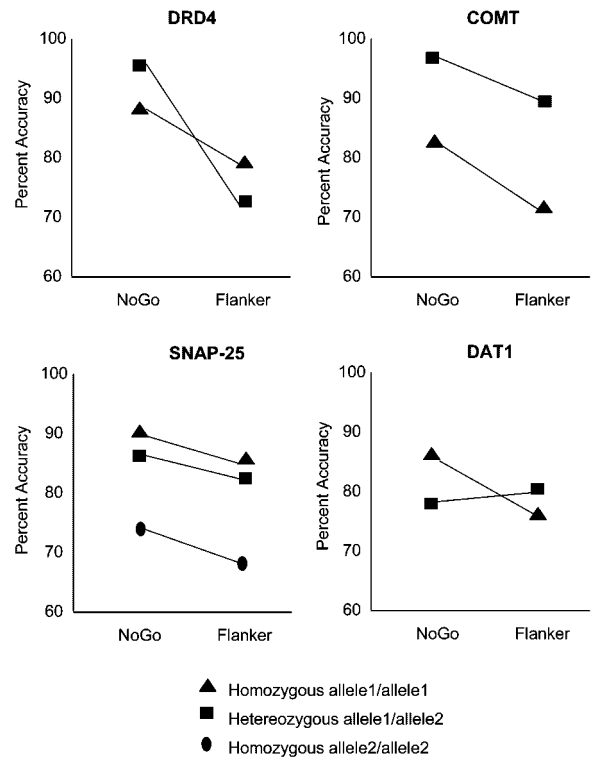 DRD4
100
90
80
70
60
Percent Accuracy
NoGo Flanker
COMT
100
90
80
70
60
Percent Accuracy
NoGo Flanker
SNAP-25
100
90
80
70
60
Percent Accuracy
NoGo Flanker
DAT1
100
90
80
70
60
Percent Accuracy
NoGo Flanker
Homozygous allele1/allele1
Hetereozygous allele1/allele2
Homozygous allele2/allele2